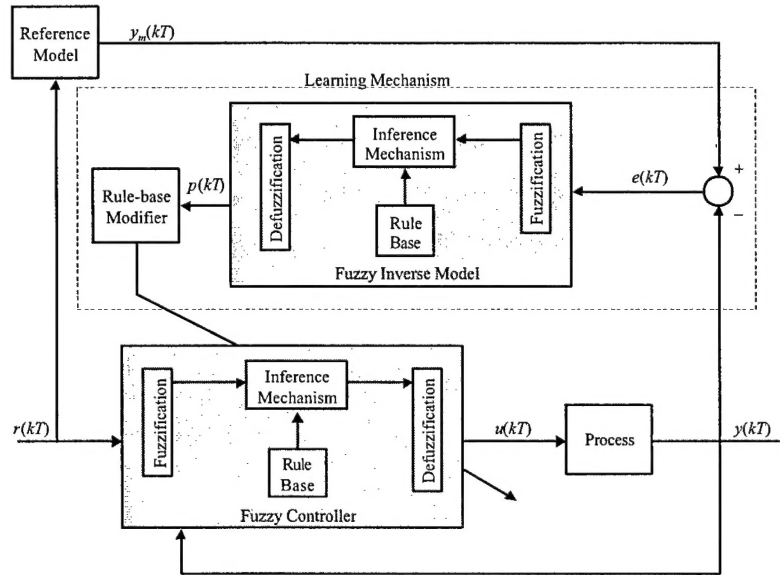 Reference
Model
y_m(kT)
Learning Mechanism
Inference
Mechanism
Defuzzification
Fuzzification
Rule
Base
Fuzzy Inverse Model
Rule-base
Modifier
p(kT)
e(kT)
+
−
Inference
Mechanism
Fuzzification
Defuzzification
Rule
Base
Fuzzy Controller
r(kT)
u(kT)
Process
y(kT)